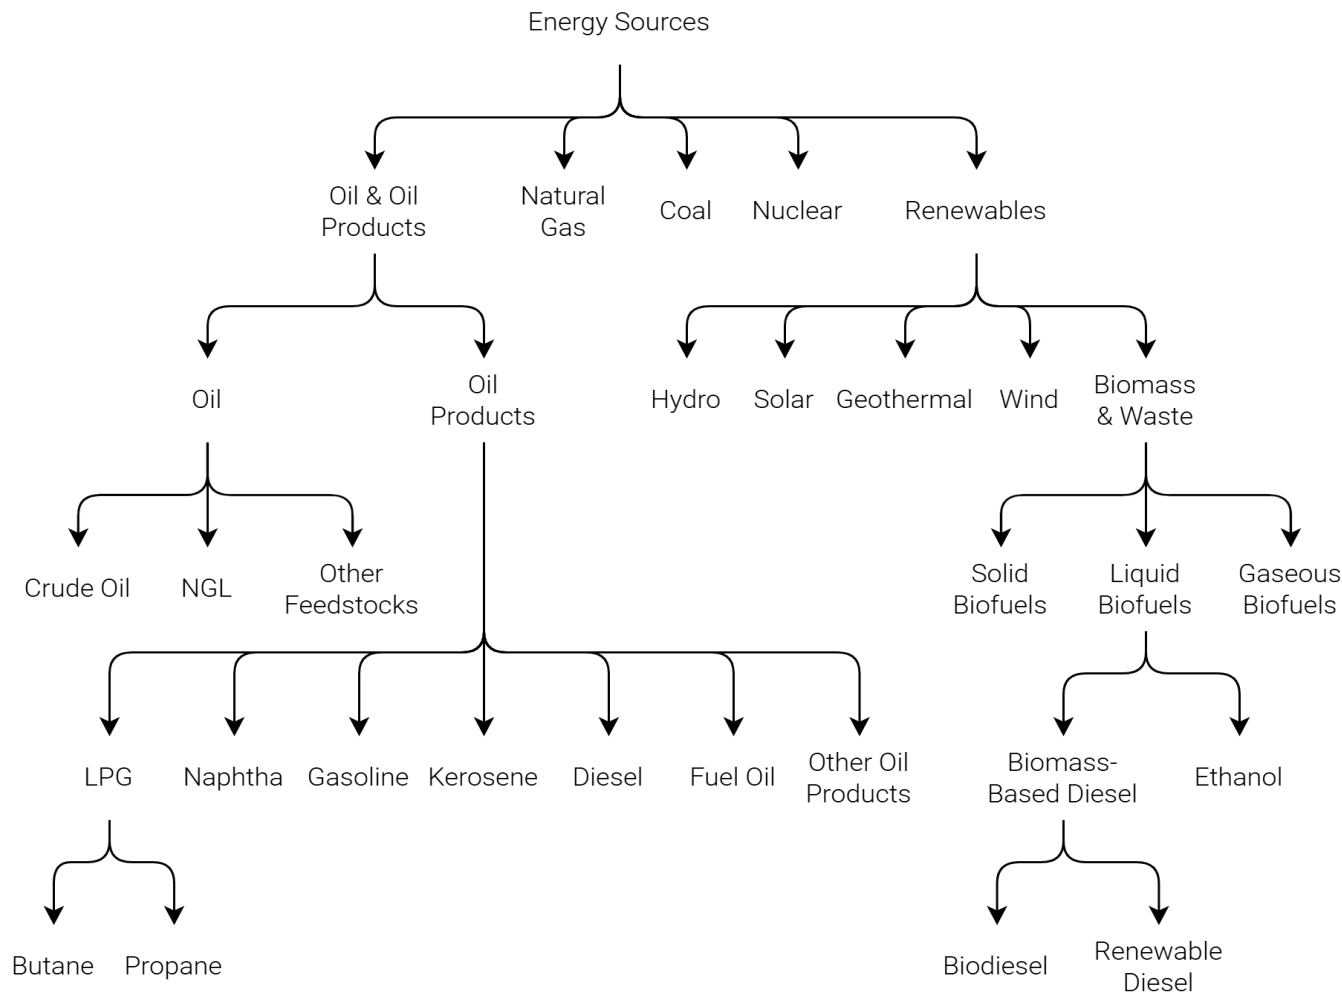 Energy Sources
Oil & Oil
Products
Natural
Gas
Coal
Nuclear
Renewables
Oil
Oil
Products
Hydro
Solar
Geothermal
Wind
Biomass
& Waste
Crude Oil
NGL
Other
Feedstocks
Solid
Biofuels
Liquid
Biofuels
Gaseous
Biofuels
LPG
Naphtha
Gasoline
Kerosene
Diesel
Fuel Oil
Other Oil
Products
Biomass-
Based Diesel
Ethanol
Butane
Propane
Biodiesel
Renewable
Diesel